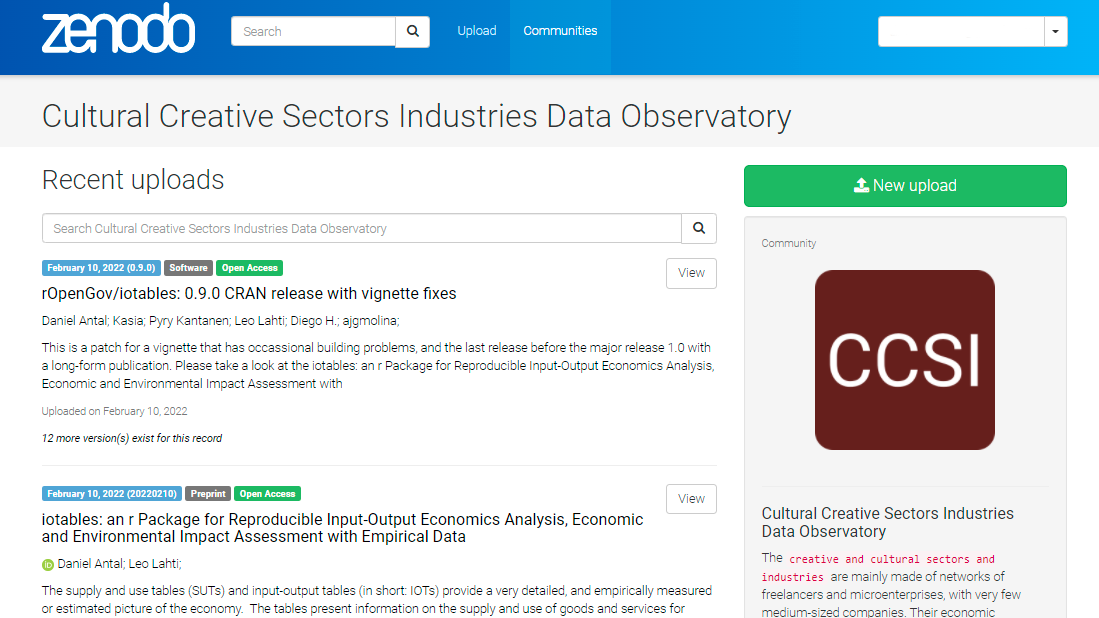 zenodo
Search
Upload
Communities
Cultural Creative Sectors Industries Data Observatory
Recent uploads
New upload
Search Cultural Creative Sectors Industries Data Observatory
February 10, 2022 (0.9.0) Software Open Access
View
rOpenGov/iotables: 0.9.0 CRAN release with vignette fixes
Daniel Antal; Kasia; Pyry Kantanen; Leo Lahti; Diego H.; ajgmolina;
This is a patch for a vignette that has occassional building problems, and the last release before the major release 1.0 with
a long-form publication. Please take a look at the iotables: an r Package for Reproducible Input-Output Economics Analysis,
Economic and Environmental Impact Assessment with
Uploaded on February 10, 2022
12 more version(s) exist for this record
February 10, 2022 (20220210) Preprint Open Access
View
iotables: an r Package for Reproducible Input-Output Economics Analysis, Economic
and Environmental Impact Assessment with Empirical Data
iD Daniel Antal; Leo Lahti;
The supply and use tables (SUTs) and input-output tables (in short: IOTs) provide a very detailed, and empirically measured
or estimated picture of the economy. The tables present information on the supply and use of goods and services for
Community
CCSI
Cultural Creative Sectors Industries
Data Observatory
The creative and cultural sectors and
industries are mainly made of networks of
freelancers and microenterprises, with very few
medium-sized companies. Their economic